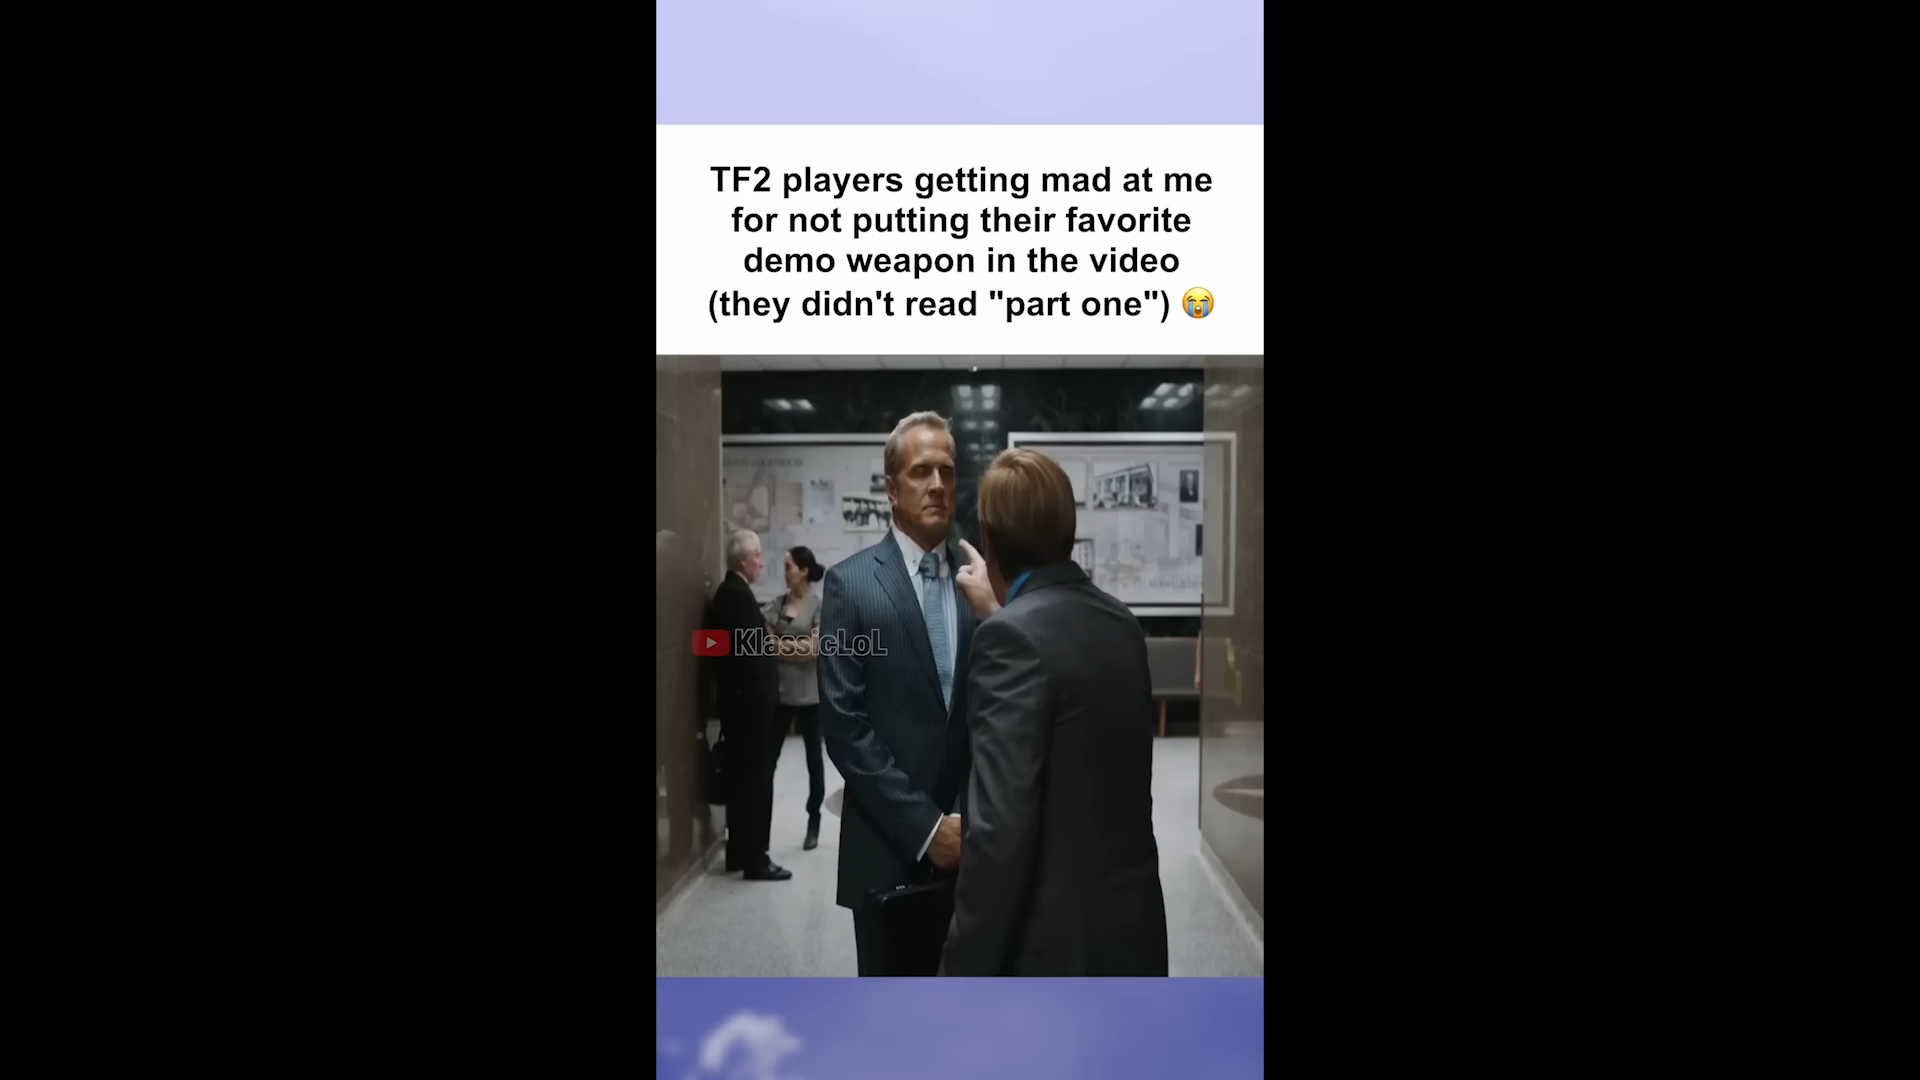 TF2 players getting mad at me
for not putting their favorite
demo weapon in the video
(they didn't read "part one") 😭
KlassicLoL